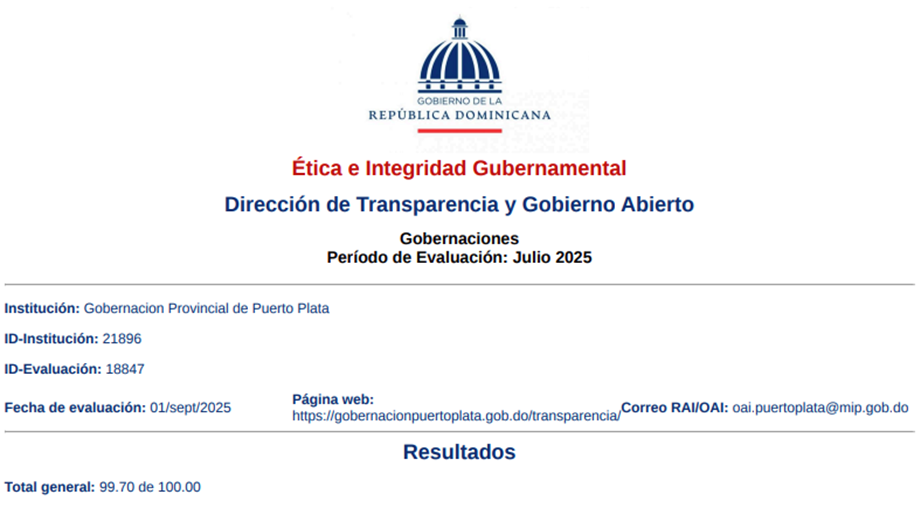 GOBIERNO DE LA
REPÚBLICA DOMINICANA
Ética e Integridad Gubernamental
Dirección de Transparencia y Gobierno Abierto
Gobernaciones
Período de Evaluación: Julio 2025
Institución: Gobernacion Provincial de Puerto Plata
ID-Institución: 21896
ID-Evaluación: 18847
Fecha de evaluación: 01/sept/2025
Página web:
https://gobernacionpuertoplata.gob.do/transparencia/
Correo RAI/OAI: oai.puertoplata@mip.gob.do
Resultados
Total general: 99.70 de 100.00